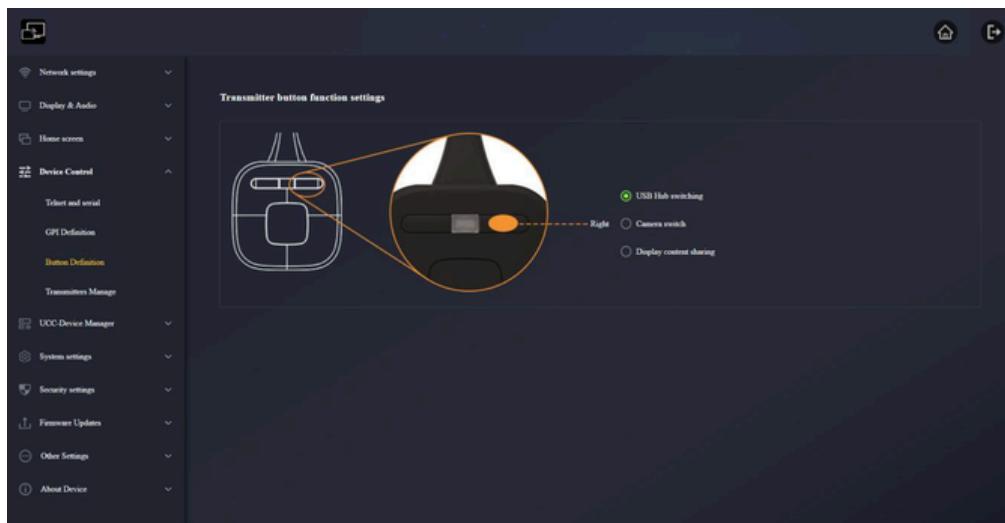 Network settings
Display & Audio
Home screen
Device Control
Telnet and serial
GPI Definition
Button Definition
Transmitters Manage
UCC-Device Manager
System settings
Security settings
Firmware Updates
Other Settings
About Device
Transmitter button function settings
Right
USB Hub switching
Camera switch
Display content sharing